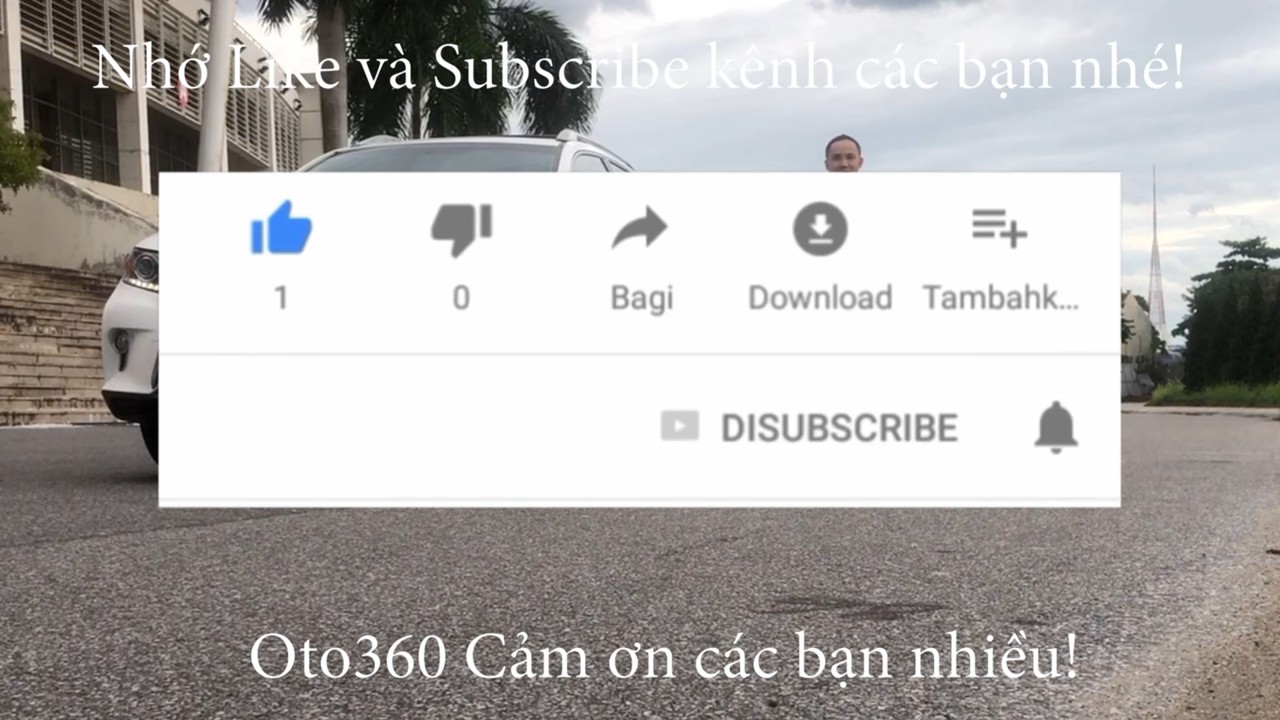 Nhớ Like và Subscribe kênh các bạn nhé!
1 0 Bagi Download Tambahk...
DISUBSCRIBE
Oto360 Cảm ơn các bạn nhiều!